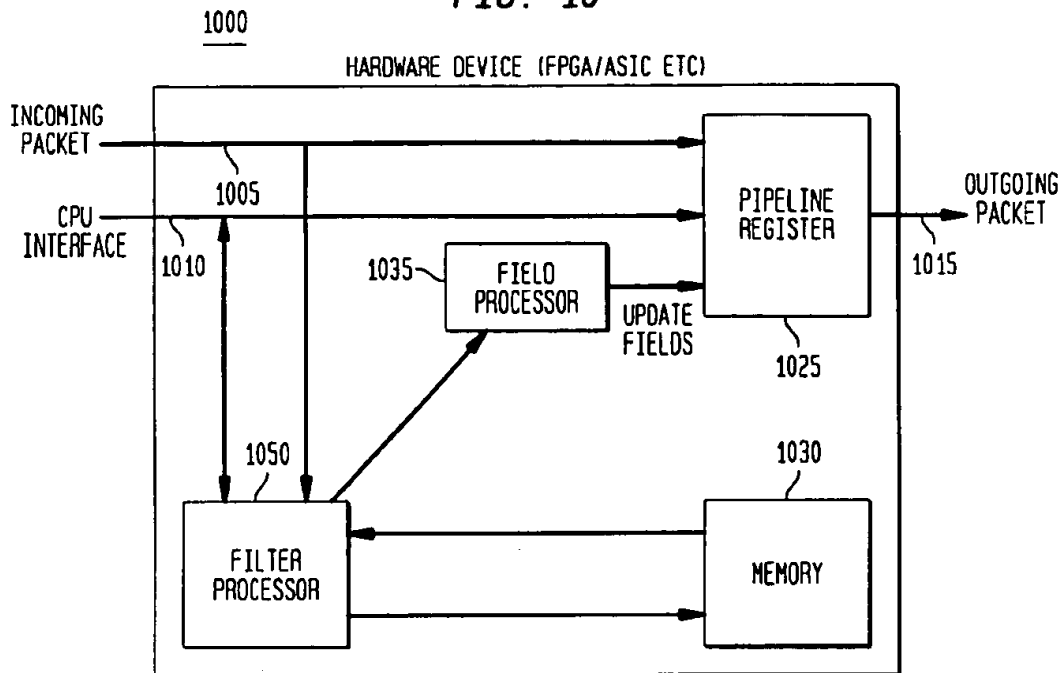 1000
HARDWARE DEVICE (FPGA/ASIC ETC)
INCOMING
PACKET
1005
CPU
INTERFACE
1010
PIPELINE
REGISTER
OUTGOING
PACKET
1015
1035
FIELD
PROCESSOR
UPDATE
FIELDS
1025
1050
1030
FILTER
PROCESSOR
MEMORY